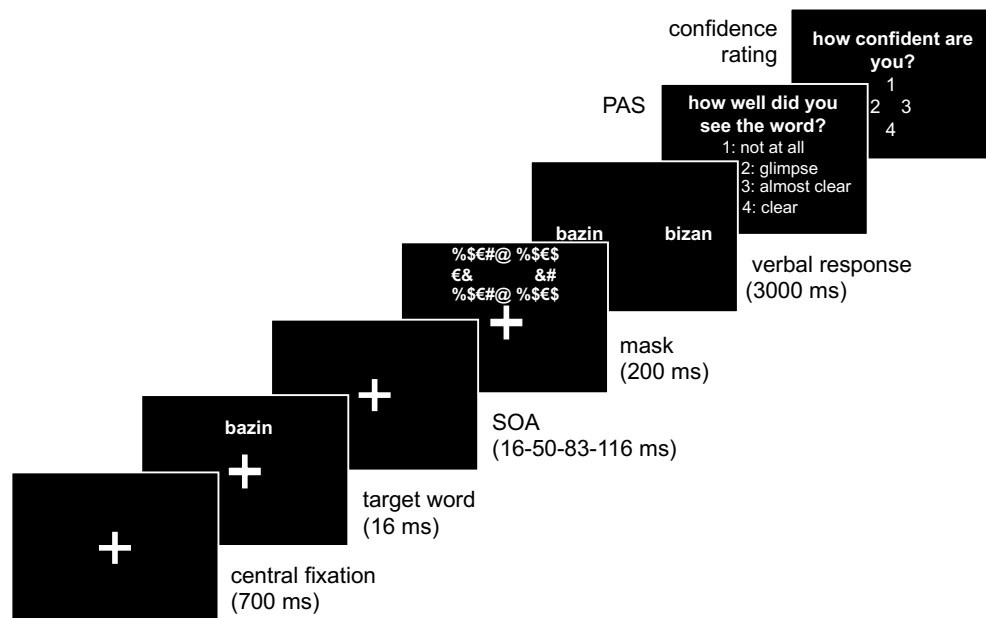 confidence
rating
how confident are
you?
1
2 3
4
PAS
how well did you
see the word?
1: not at all
2: glimpse
3: almost clear
4: clear
bazin bizan
verbal response
(3000 ms)
%$€#@ %$€$
€& &#
%$€#@ %$€$
mask
(200 ms)
SOA
(16-50-83-116 ms)
bazin
target word
(16 ms)
central fixation
(700 ms)